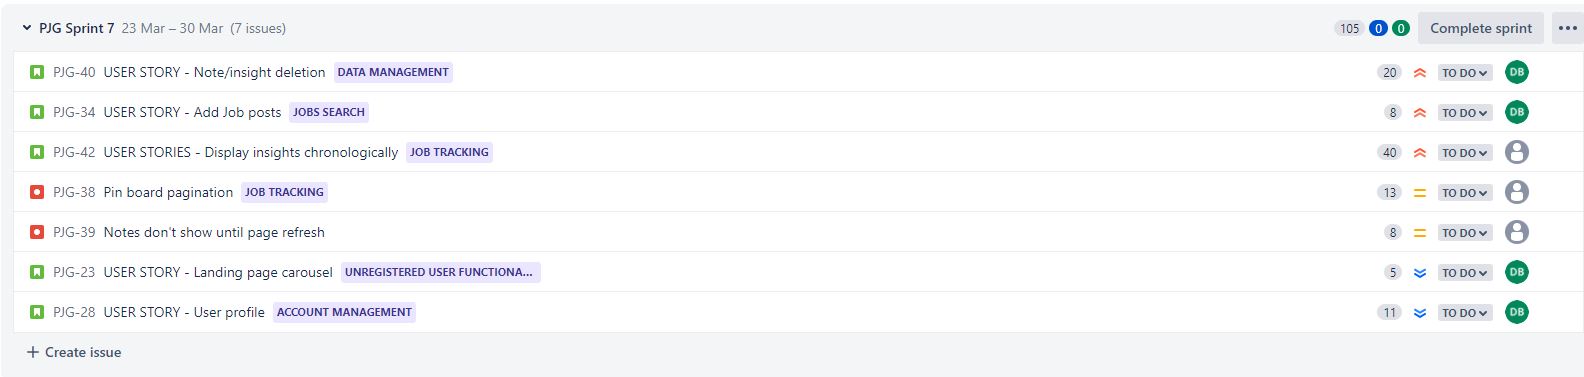 PJG Sprint 7 23 Mar – 30 Mar (7 issues) 105 0 0 Complete sprint
PJG-40 USER STORY - Note/insight deletion DATA MANAGEMENT 20 TO DO DB
PJG-34 USER STORY - Add Job posts JOBS SEARCH 8 TO DO DB
PJG-42 USER STORIES - Display insights chronologically JOB TRACKING 40 TO DO
PJG-38 Pin board pagination JOB TRACKING 13 TO DO
PJG-39 Notes don't show until page refresh 8 TO DO
PJG-23 USER STORY - Landing page carousel UNREGISTERED USER FUNCTIONA... 5 TO DO DB
PJG-28 USER STORY - User profile ACCOUNT MANAGEMENT 11 TO DO DB
+ Create issue